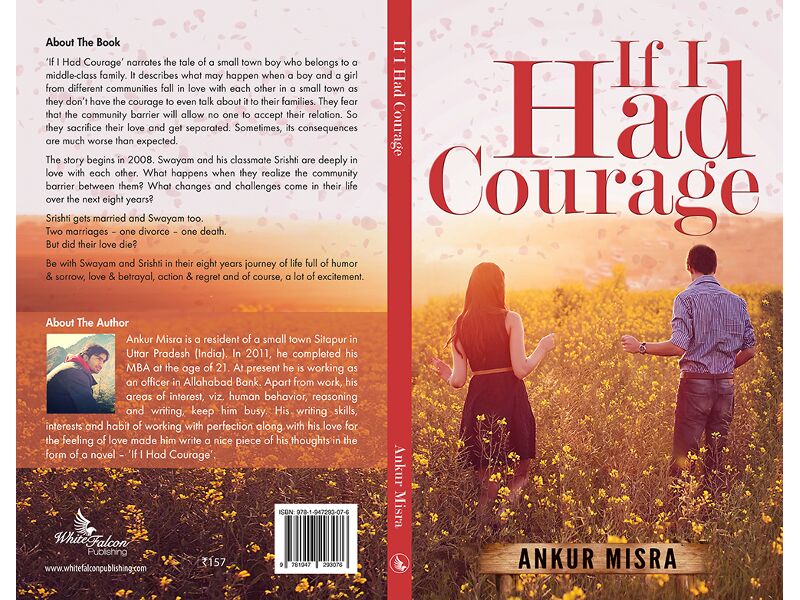 About The Book
'If I Had Courage' narrates the tale of a small town boy who belongs to a
middle-class family. It describes what may happen when a boy and a girl
from different communities fall in love with each other in a small town as
they don't have the courage to even talk about it to their families. They fear
that the community barrier will allow no one to accept their relation. So
they sacrifice their love and get separated. Sometimes, its consequences
are much worse than expected.
The story begins in 2008. Swayam and his classmate Srishti are deeply in
love with each other. What happens when they realize the community
barrier between them? What changes and challenges come in their life
over the next eight years?
Srishti gets married and Swayam too.
Two marriages – one divorce – one death.
But did their love die?
Be with Swayam and Srishti in their eight years journey of life full of humor
& sorrow, love & betrayal, action & regret and of course, a lot of excitement.
About The Author
Ankur Misra is a resident of a small town Sitapur in
Uttar Pradesh (India). In 2011, he completed his
MBA at the age of 21. At present he is working as
an officer in Allahabad Bank. Apart from work, his
areas of interest, viz. human behavior, reasoning
and writing, keep him busy. His writing skills,
interests and habit of working with perfection along with his love for
the feeling of love made him write a nice piece of his thoughts in the
form of a novel – 'If I Had Courage'.
White Falcon
Publishing
www.whitefalconpublishing.com
₹157
ISBN: 978-1-947293-07-6
9 781947 293076
If I Had Courage
Ankur Misra
If I
Had
Courage
ANKUR MISRA